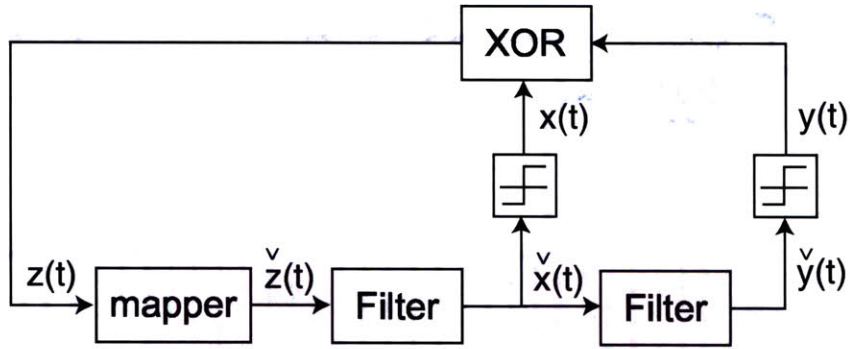 XOR
x(t)
y(t)
z(t)
mapper
ž(t)
Filter
x̌(t)
Filter
y̌(t)